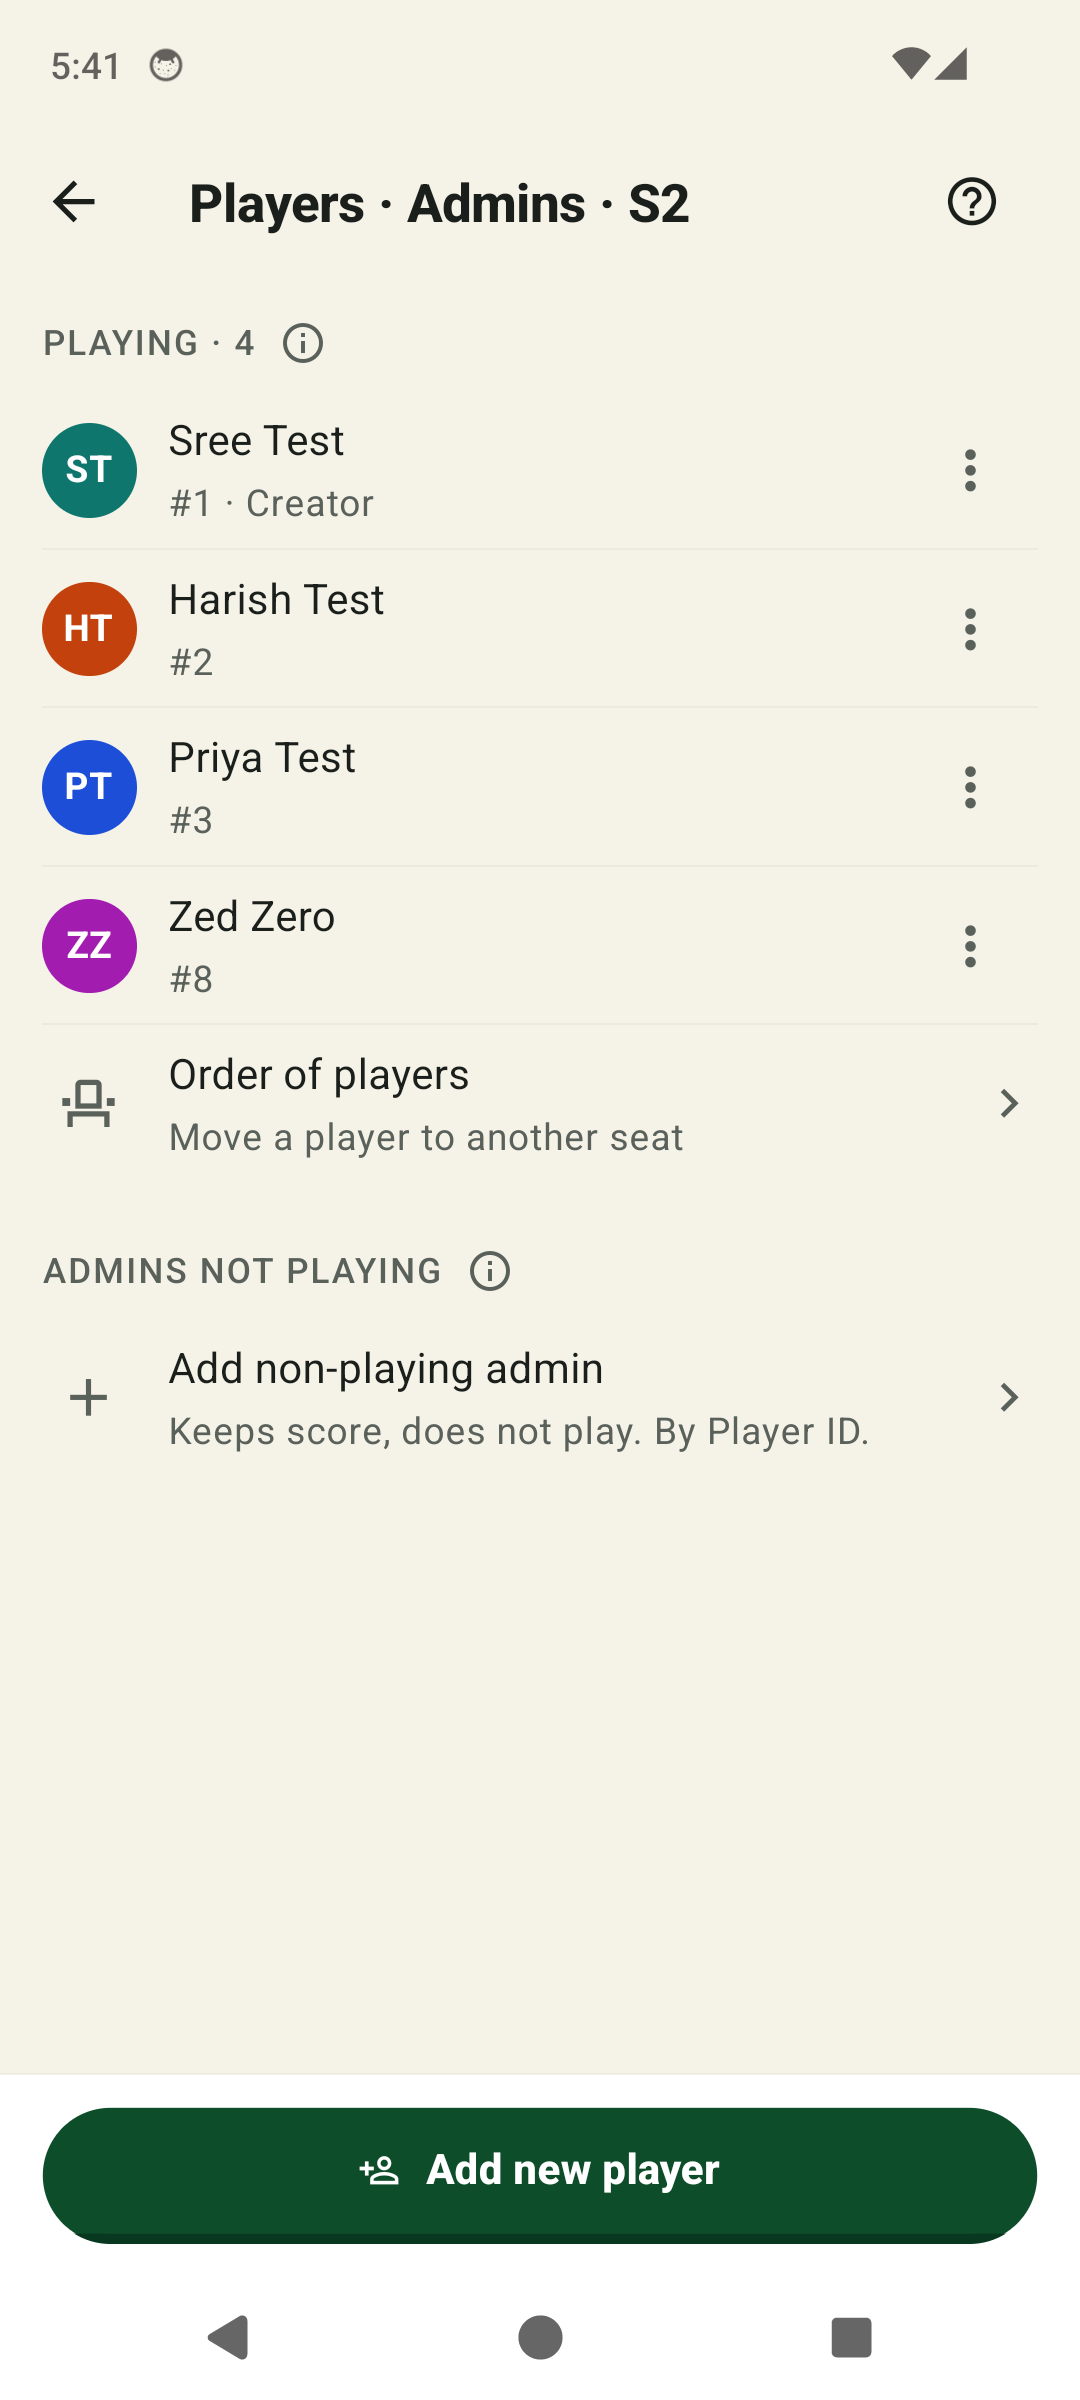 5:41
Players · Admins · S2
PLAYING · 4
ST
Sree Test
#1 · Creator
HT
Harish Test
#2
PT
Priya Test
#3
ZZ
Zed Zero
#8
Order of players
Move a player to another seat
ADMINS NOT PLAYING
Add non-playing admin
Keeps score, does not play. By Player ID.
Add new player